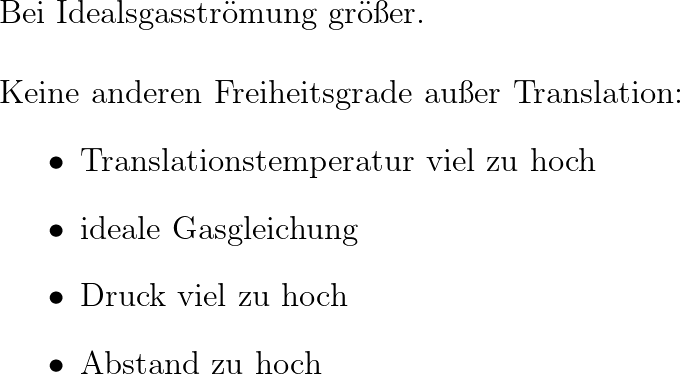 Bei Idealsgasströmung größer.
Keine anderen Freiheitsgrade außer Translation:
• Translationstemperatur viel zu hoch
• ideale Gasgleichung
• Druck viel zu hoch
• Abstand zu hoch